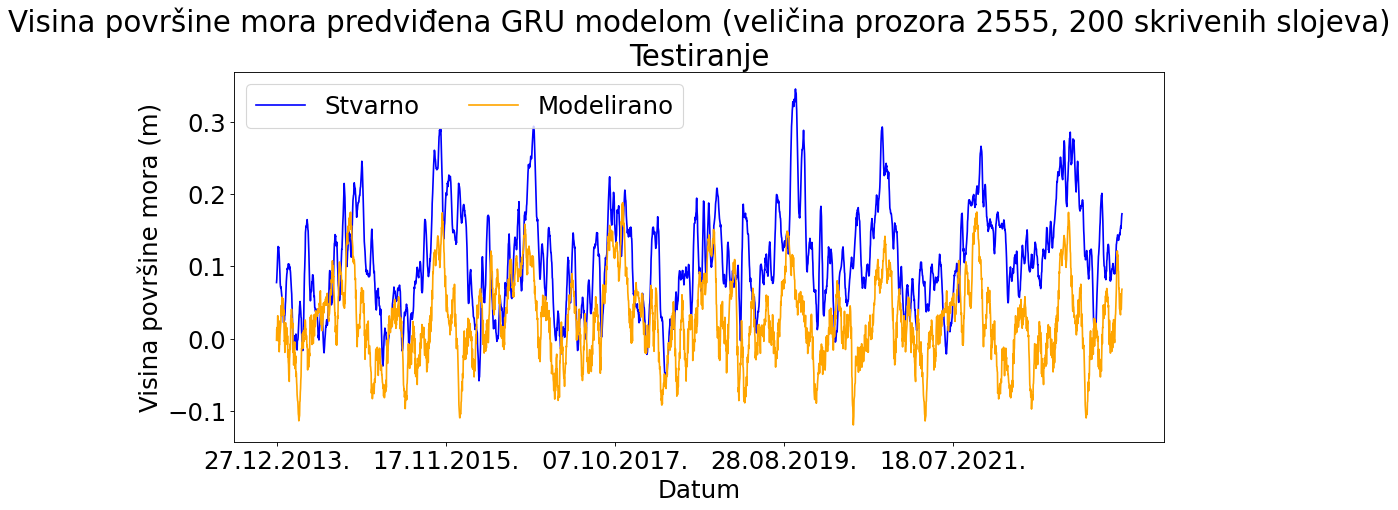 Visina površine mora predviđena GRU modelom (veličina prozora 2555, 200 skrivenih slojeva)
Testiranje
Stvarno
Modelirano
Visina površine mora (m)
0.3
0.2
0.1
0.0
−0.1
27.12.2013.
17.11.2015.
07.10.2017.
28.08.2019.
18.07.2021.
Datum